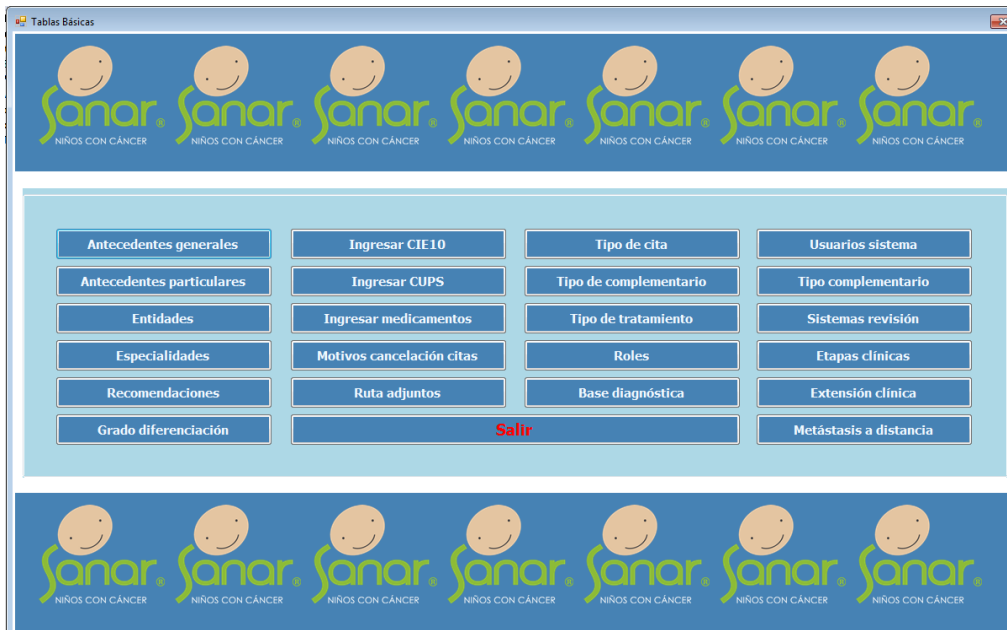 Tablas Básicas
Sanar® Sanar® Sanar® Sanar® Sanar® Sanar® Sanar®
NIÑOS CON CÁNCER NIÑOS CON CÁNCER NIÑOS CON CÁNCER NIÑOS CON CÁNCER NIÑOS CON CÁNCER NIÑOS CON CÁNCER NIÑOS CON CÁNCER
Antecedentes generales Ingresar CIE10 Tipo de cita Usuarios sistema
Antecedentes particulares Ingresar CUPS Tipo de complementario Tipo complementario
Entidades Ingresar medicamentos Tipo de tratamiento Sistemas revisión
Especialidades Motivos cancelación citas Roles Etapas clínicas
Recomendaciones Ruta adjuntos Base diagnóstica Extensión clínica
Grado diferenciación Salir Metástasis a distancia
Sanar® Sanar® Sanar® Sanar® Sanar® Sanar® Sanar®
NIÑOS CON CÁNCER NIÑOS CON CÁNCER NIÑOS CON CÁNCER NIÑOS CON CÁNCER NIÑOS CON CÁNCER NIÑOS CON CÁNCER NIÑOS CON CÁNCER